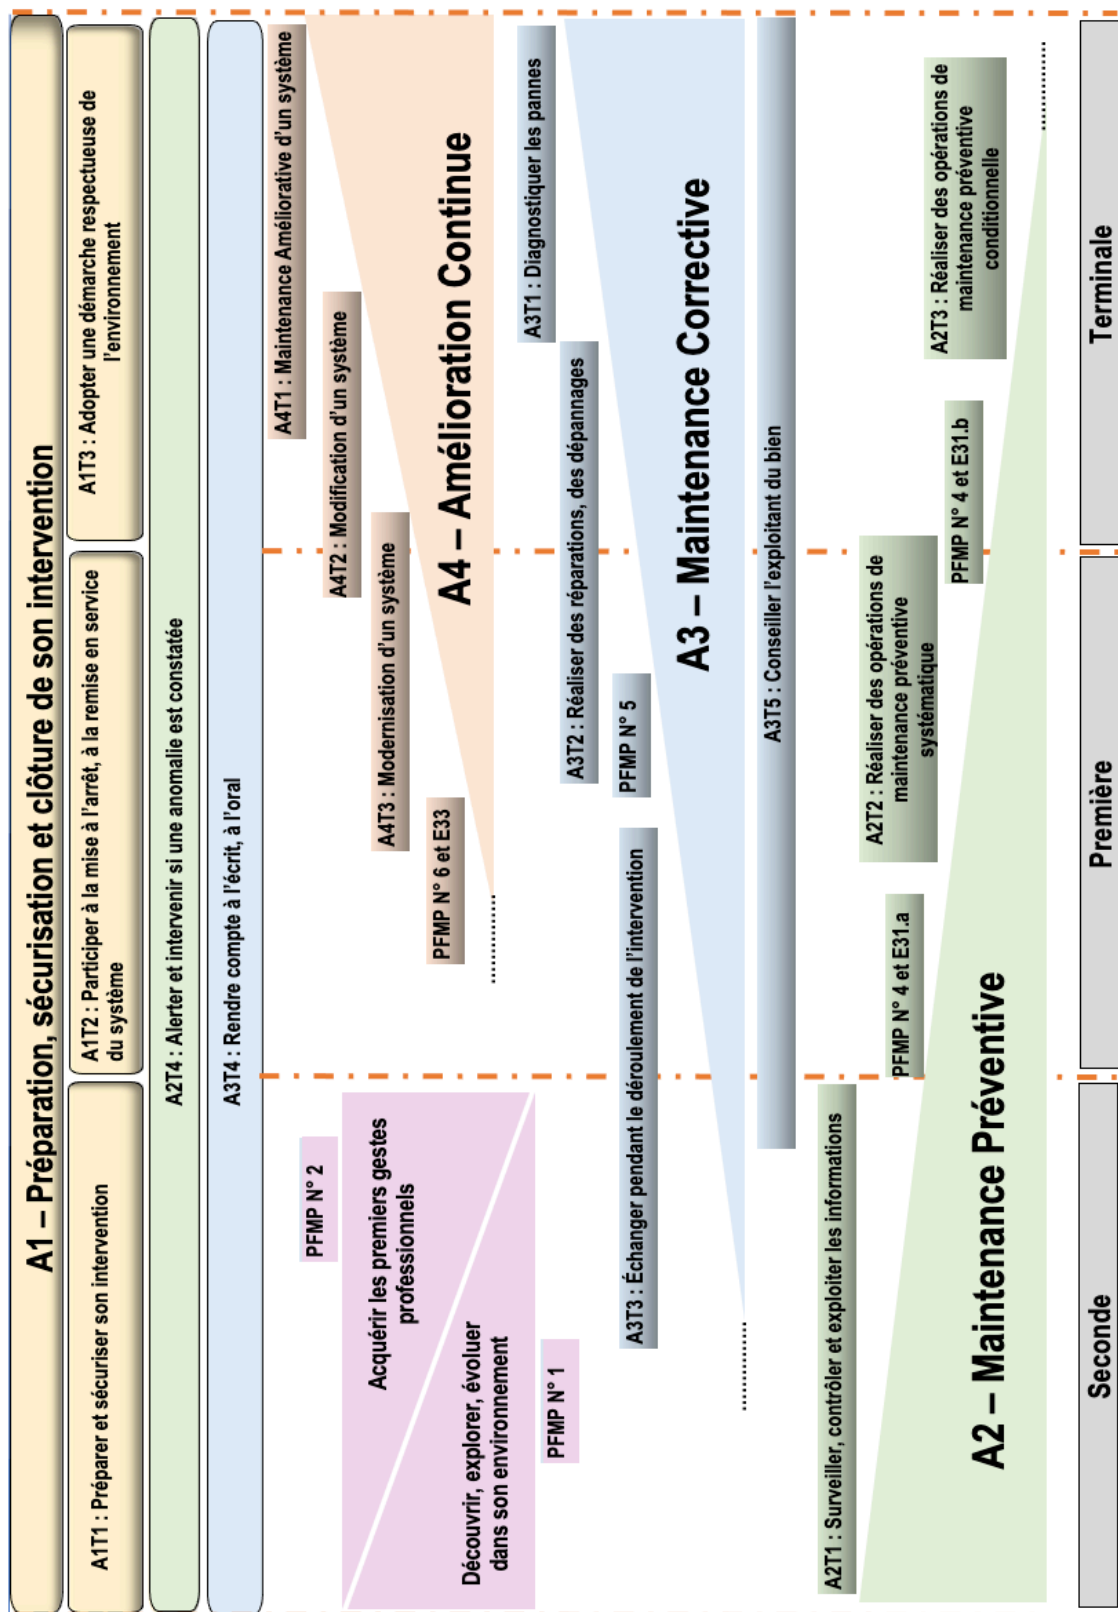 A1 – Préparation, sécurisation et clôture de son intervention
A1T1 : Préparer et sécuriser son intervention
A1T2 : Participer à la mise à l'arrêt, à la remise en service
du système
A1T3 : Adopter une démarche respectueuse de
l'environnement
A2T4 : Alerter et intervenir si une anomalie est constatée
A3T4 : Rendre compte à l'écrit, à l'oral
A4T1 : Maintenance Améliorative d'un système
PFMP N° 2
A4T2 : Modification d'un système
Acquérir les premiers gestes
professionnels
A4T3 : Modernisation d'un système
PFMP N° 6 et E33
A4 – Amélioration Continue
Découvrir, explorer, évoluer
dans son environnement
A3T1 : Diagnostiquer les pannes
PFMP N° 1
A3T2 : Réaliser des réparations, des dépannages
A3T3 : Échanger pendant le déroulement de l'intervention
PFMP N° 5
A3 – Maintenance Corrective
A3T5 : Conseiller l'exploitant du bien
A2T1 : Surveiller, contrôler et exploiter les informations
A2T2 : Réaliser des opérations de
maintenance préventive
systématique
PFMP N° 4 et E31.a
A2T3 : Réaliser des opérations de
maintenance préventive
conditionnelle
PFMP N° 4 et E31.b
A2 – Maintenance Préventive
Seconde
Première
Terminale